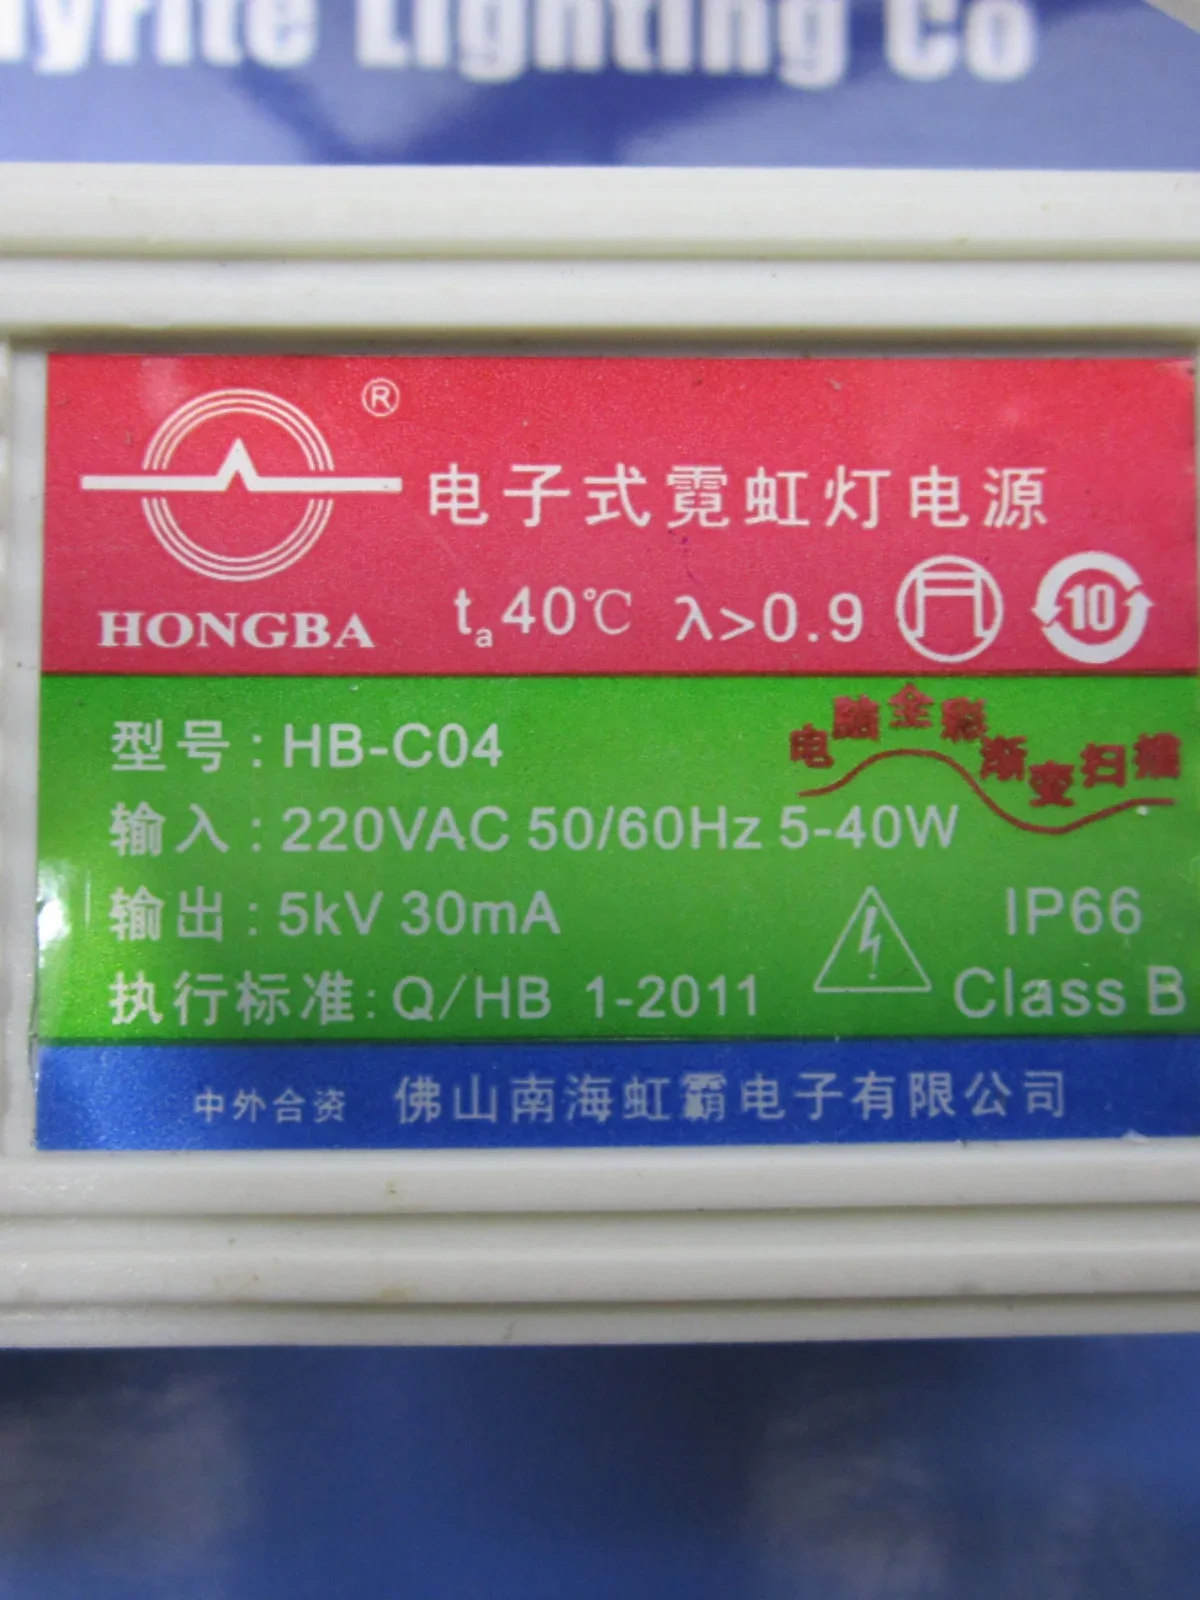 Lighting Co
®
电子式霓虹灯电源
HONGBA
ta 40℃ λ>0.9
10
型号:HB-C04
电脑全彩渐变扫描
输入:220VAC 50/60Hz 5-40W
输出:5kV 30mA
IP66
执行标准:Q/HB 1-2011
Class B
中外合资 佛山南海虹霸电子有限公司